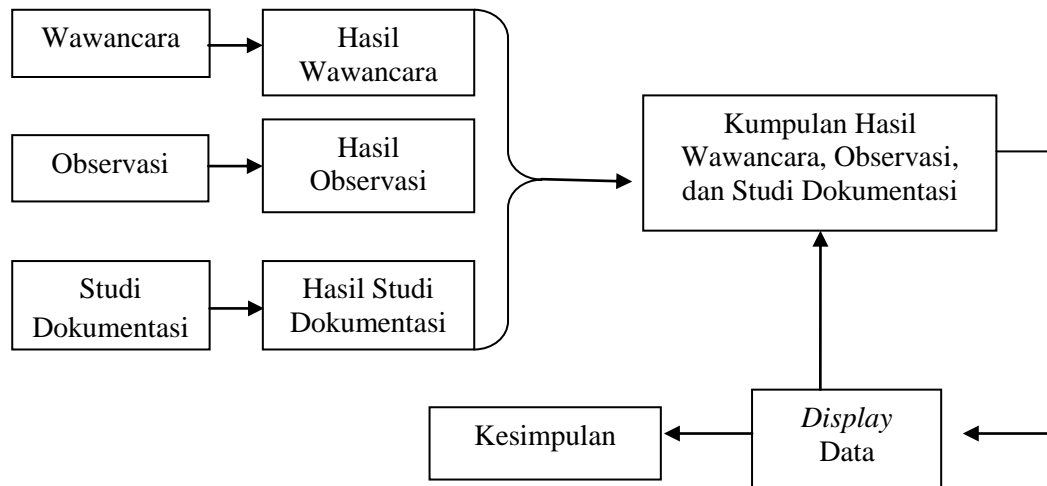 Wawancara
Hasil
Wawancara
Observasi
Hasil
Observasi
Studi
Dokumentasi
Hasil Studi
Dokumentasi
Kumpulan Hasil
Wawancara, Observasi,
dan Studi Dokumentasi
Display
Data
Kesimpulan